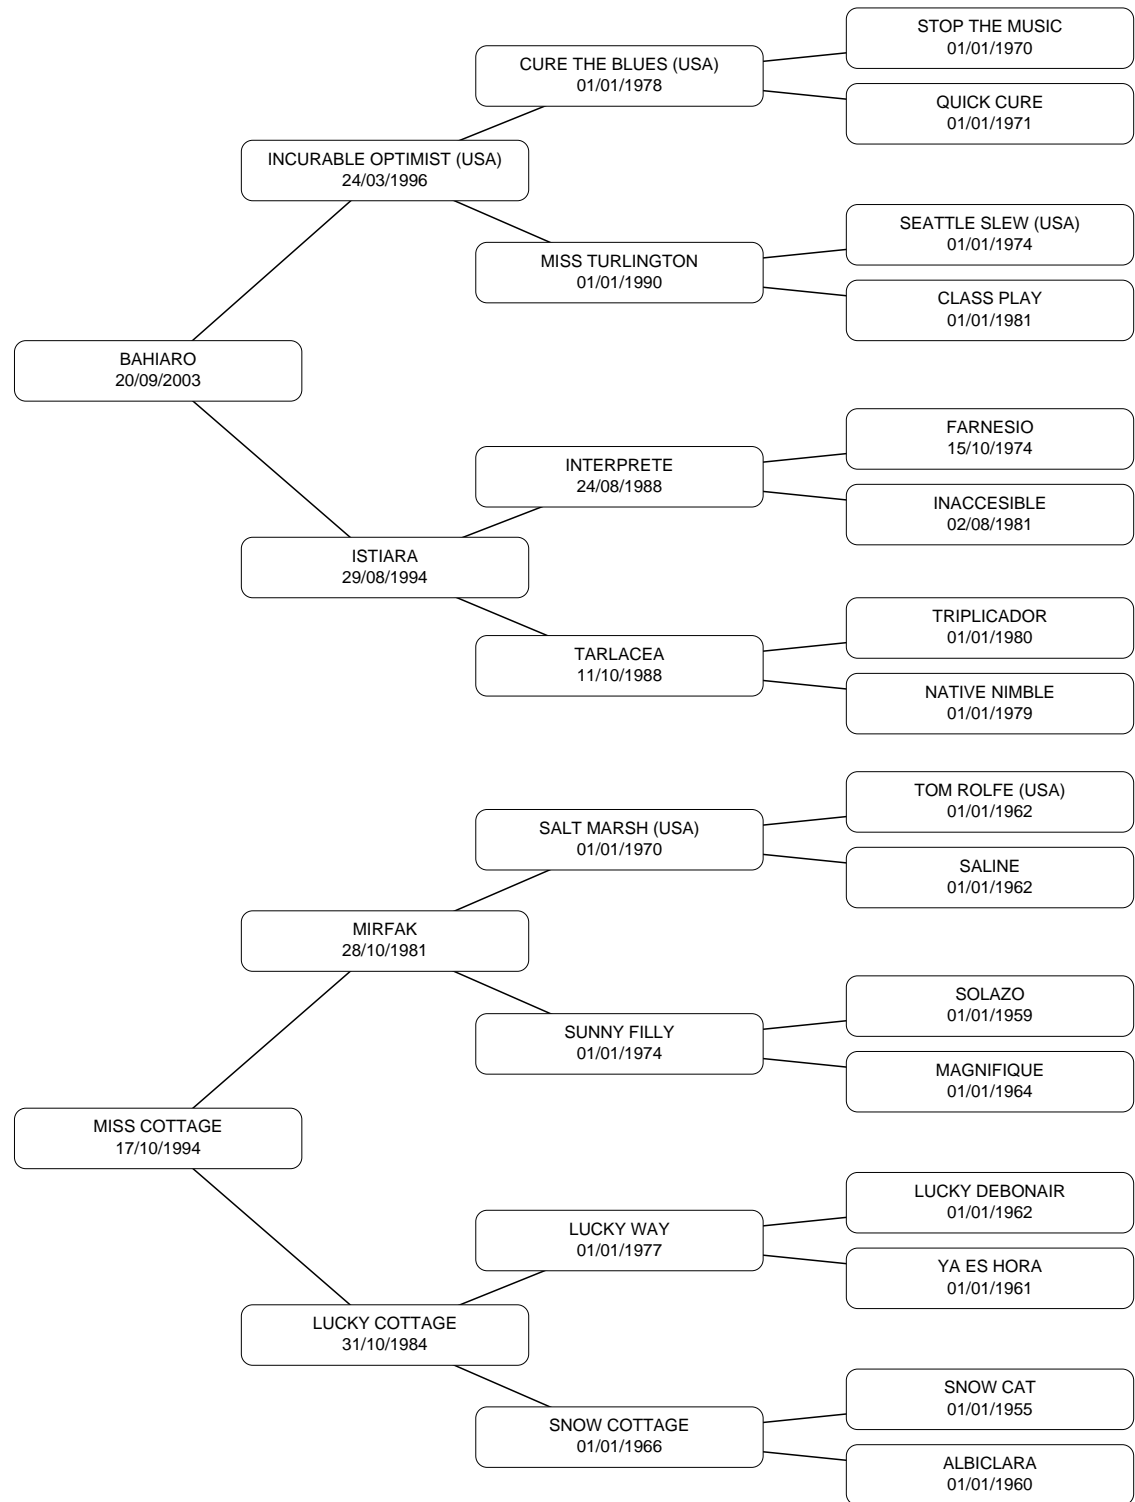 STOP THE MUSIC
01/01/1970
CURE THE BLUES (USA)
01/01/1978
QUICK CURE
01/01/1971
INCURABLE OPTIMIST (USA)
24/03/1996
SEATTLE SLEW (USA)
01/01/1974
MISS TURLINGTON
01/01/1990
CLASS PLAY
01/01/1981
BAHIARO
20/09/2003
FARNESIO
15/10/1974
INTERPRETE
24/08/1988
INACCESIBLE
02/08/1981
ISTIARA
29/08/1994
TRIPLICADOR
01/01/1980
TARLACEA
11/10/1988
NATIVE NIMBLE
01/01/1979
TOM ROLFE (USA)
01/01/1962
SALT MARSH (USA)
01/01/1970
SALINE
01/01/1962
MIRFAK
28/10/1981
SOLAZO
01/01/1959
SUNNY FILLY
01/01/1974
MAGNIFIQUE
01/01/1964
MISS COTTAGE
17/10/1994
LUCKY DEBONAIR
01/01/1962
LUCKY WAY
01/01/1977
YA ES HORA
01/01/1961
LUCKY COTTAGE
31/10/1984
SNOW CAT
01/01/1955
SNOW COTTAGE
01/01/1966
ALBICLARA
01/01/1960